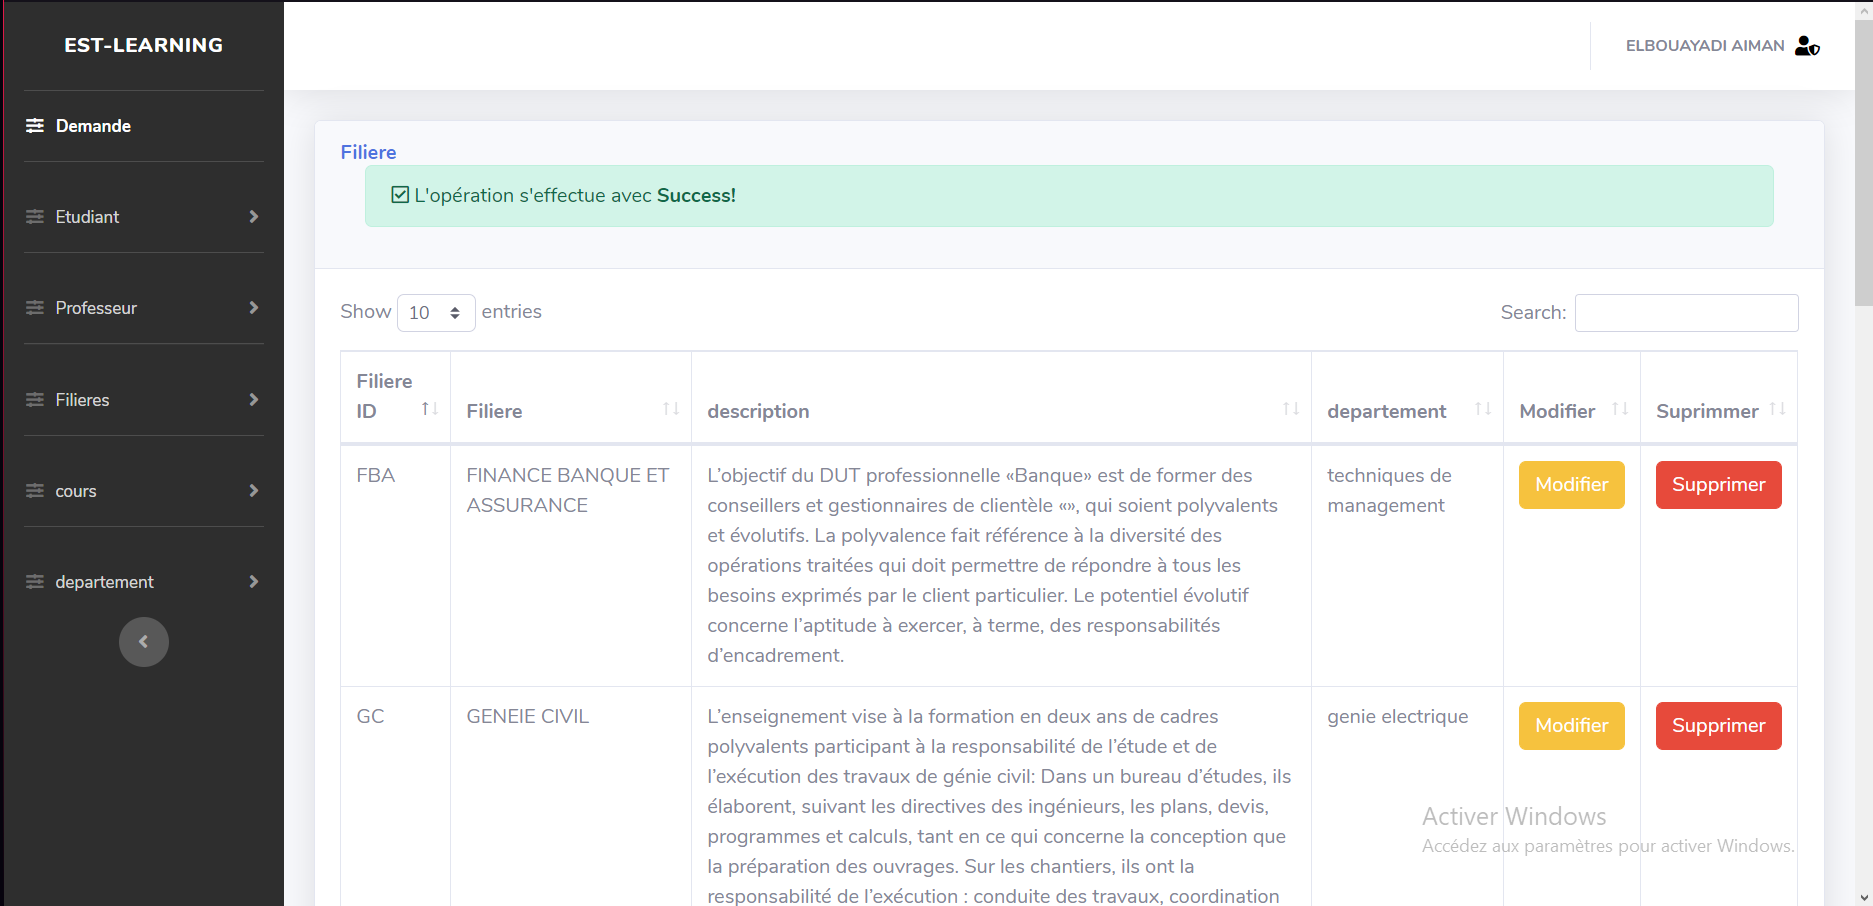 EST-LEARNING
ELBOUAYADI AIMAN
Demande
Etudiant
Professeur
Filieres
cours
departement
Filiere
L'opération s'effectue avec Success!
Show 10 entries
Search:
Filiere ID
Filiere
description
departement
Modifier
Suprimmer
FBA
FINANCE BANQUE ET
ASSURANCE
L’objectif du DUT professionnelle «Banque» est de former des
conseillers et gestionnaires de clientèle «», qui soient polyvalents
et évolutifs. La polyvalence fait référence à la diversité des
opérations traitées qui doit permettre de répondre à tous les
besoins exprimés par le client particulier. Le potentiel évolutif
concerne l’aptitude à exercer, à terme, des responsabilités
d’encadrement.
techniques de
management
Modifier
Supprimer
GC
GENEIE CIVIL
L’enseignement vise à la formation en deux ans de cadres
polyvalents participant à la responsabilité de l’étude et de
l’exécution des travaux de génie civil: Dans un bureau d’études, ils
élaborent, suivant les directives des ingénieurs, les plans, devis,
programmes et calculs, tant en ce qui concerne la conception que
la préparation des ouvrages. Sur les chantiers, ils ont la
responsabilité de l’exécution : conduite des travaux, coordination
genie electrique
Modifier
Supprimer
Activer Windows
Accédez aux paramètres pour activer Windows.